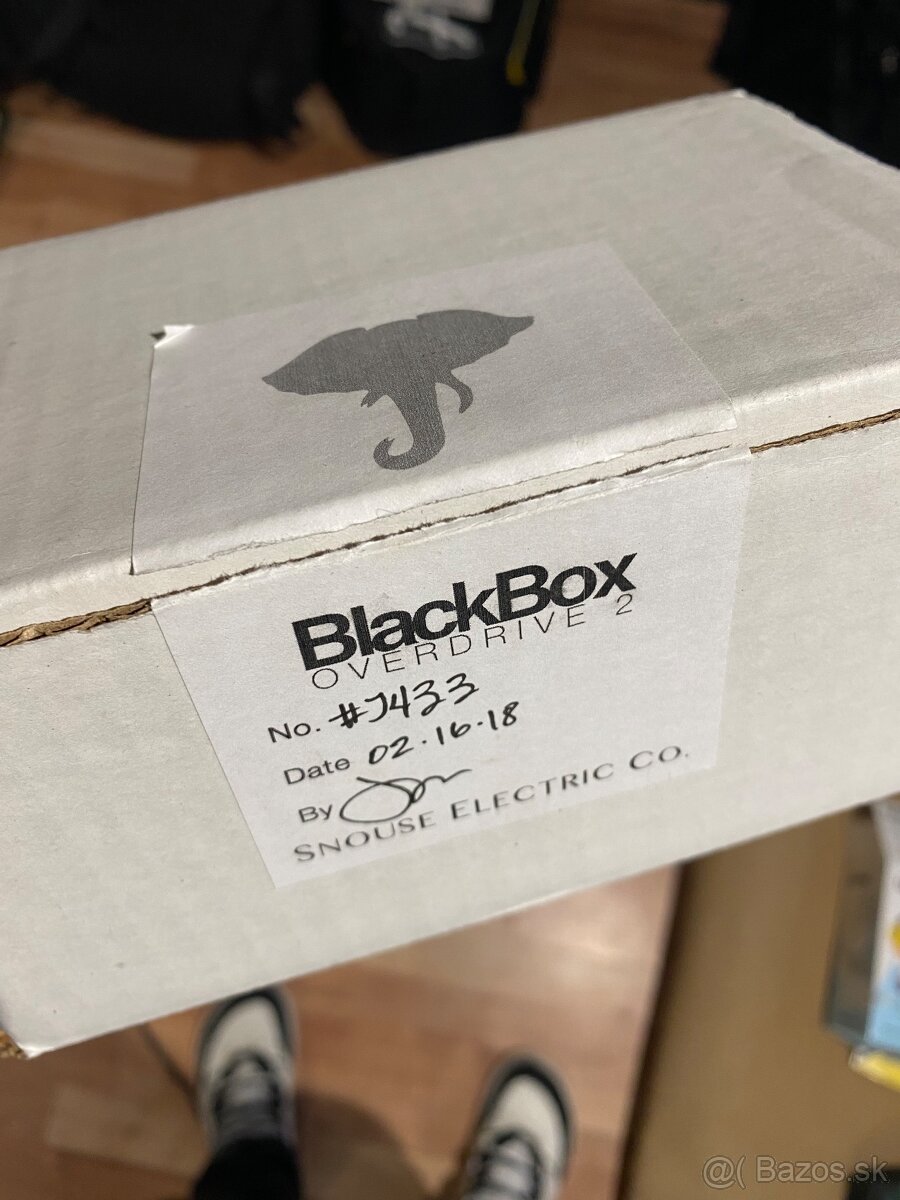 BlackBox
OVERDRIVE 2
No. #J433
Date 02.16.18
By
SNOUSE ELECTRIC CO.
@( Bazos.sk